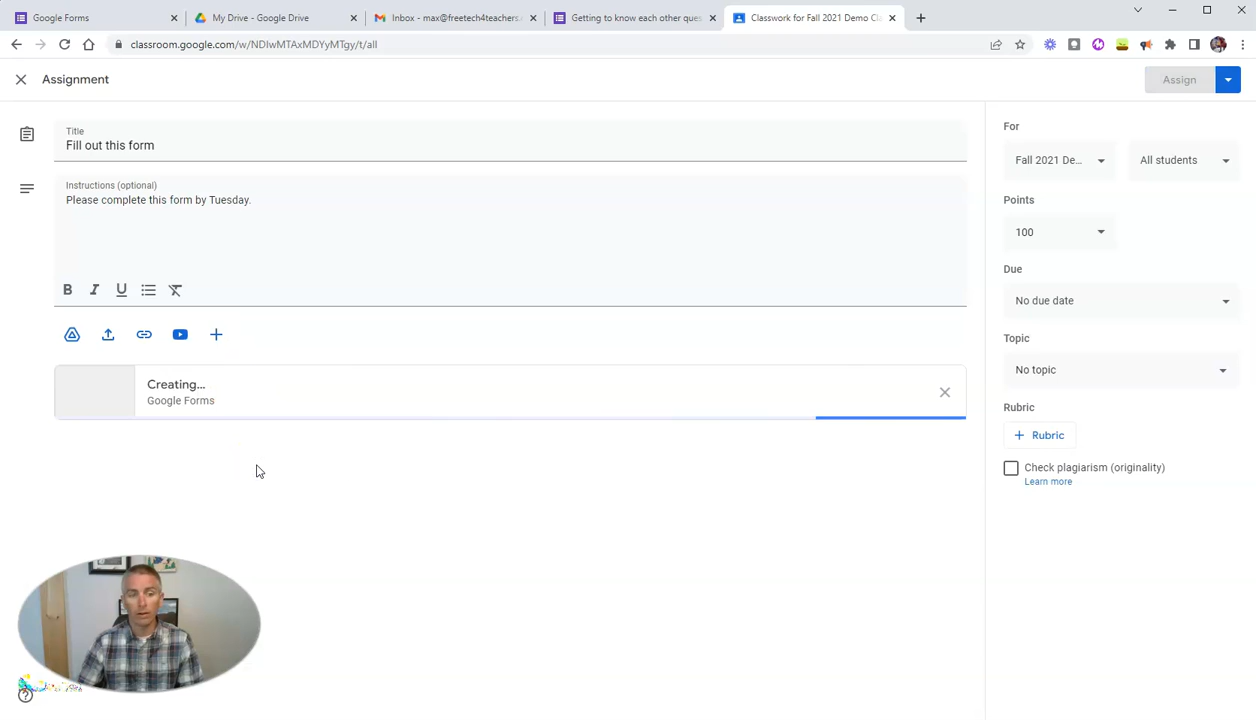 Google Forms
My Drive - Google Drive
Inbox - max@freetech4teachers.
Getting to know each other ques
Classwork for Fall 2021 Demo Cla
classroom.google.com/w/NDIwMTAxMDYyMTgy/t/all
Assignment
Assign
Title
Fill out this form
Instructions (optional)
Please complete this form by Tuesday.
B I U
Creating...
Google Forms
For
Fall 2021 De...
All students
Points
100
Due
No due date
Topic
No topic
Rubric
+ Rubric
Check plagiarism (originality)
Learn more